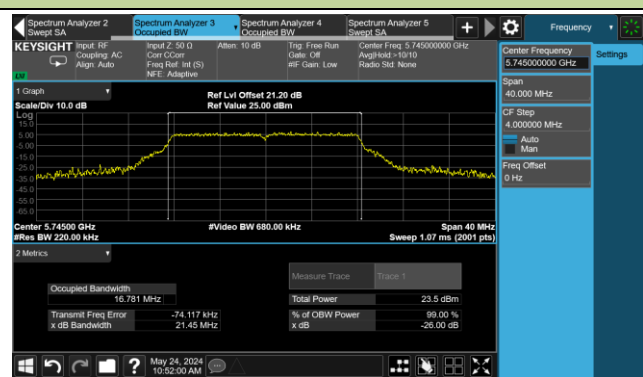 Spectrum Analyzer 2
Swept SA
Spectrum Analyzer 3
Occupied BW
Spectrum Analyzer 4
Occupied BW
Spectrum Analyzer 5
Swept SA
+
Frequency
KEYSIGHT
LW
Input: RF
Coupling: AC
Align: Auto
Input Z: 50 Ω
Corr CCorr
Freq Ref: Int (S)
NFE: Adaptive
Atten: 10 dB
Trig: Free Run
Gate: Off
#IF Gain: Low
Center Freq: 5.745000000 GHz
Avg|Hold:>10/10
Radio Std: None
Center Frequency
5.745000000 GHz
Settings
Span
40.000 MHz
CF Step
4.000000 MHz
Auto
Man
Freq Offset
0 Hz
1 Graph
Scale/Div 10.0 dB
Ref Lvl Offset 21.20 dB
Ref Value 25.00 dBm
Log
15.0
5.00
-5.00
-15.0
-25.0
-35.0
-45.0
-55.0
-65.0
Center 5.74500 GHz
#Res BW 220.00 kHz
#Video BW 680.00 kHz
Span 40 MHz
Sweep 1.07 ms (2001 pts)
2 Metrics
Measure Trace
Trace 1
Occupied Bandwidth
16.781 MHz
Total Power
23.5 dBm
Transmit Freq Error
-74.117 kHz
% of OBW Power
99.00 %
x dB Bandwidth
21.45 MHz
x dB
-26.00 dB
?
May 24, 2024
10:52:00 AM